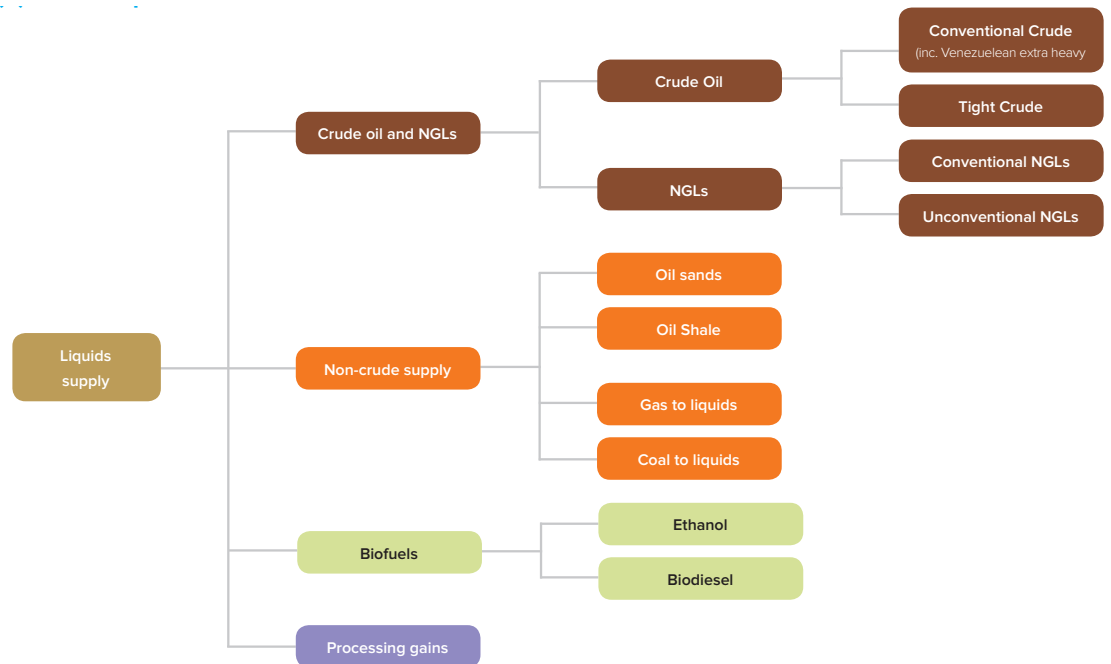 Conventional Crude
(inc. Venezuelean extra heavy
Crude Oil
Tight Crude
Crude oil and NGLs
Conventional NGLs
NGLs
Unconventional NGLs
Oil sands
Oil Shale
Liquids
supply
Non-crude supply
Gas to liquids
Coal to liquids
Ethanol
Biofuels
Biodiesel
Processing gains